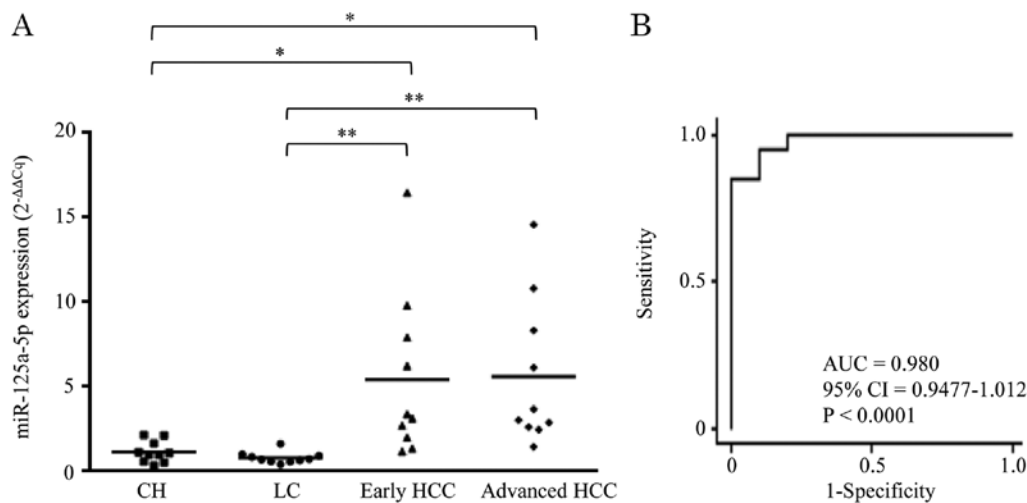 A
B
*
*
**
**
20
15
10
5
0
miR-125a-5p expression (2-ΔΔCq)
CH
LC
Early HCC
Advanced HCC
1.0
0.5
0
Sensitivity
AUC = 0.980
95% CI = 0.9477-1.012
P < 0.0001
0
0.5
1.0
1-Specificity